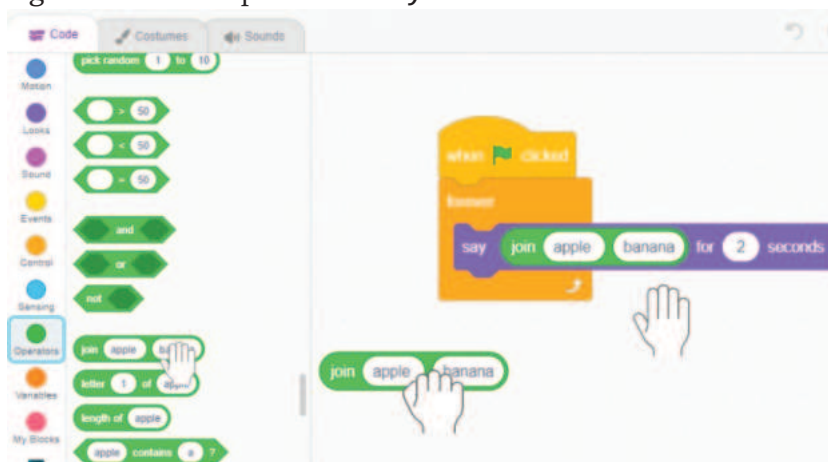 Code Costumes Sounds
Motion
Looks
Sound
Events
Control
Sensing
Operators
Variables
My Blocks
pick random 1 to 10
> 50
< 50
= 50
and
or
not
join apple
letter 1 of apple
length of apple
apple contains a ?
when clicked
forever
say join apple banana for 2 seconds
join apple banana